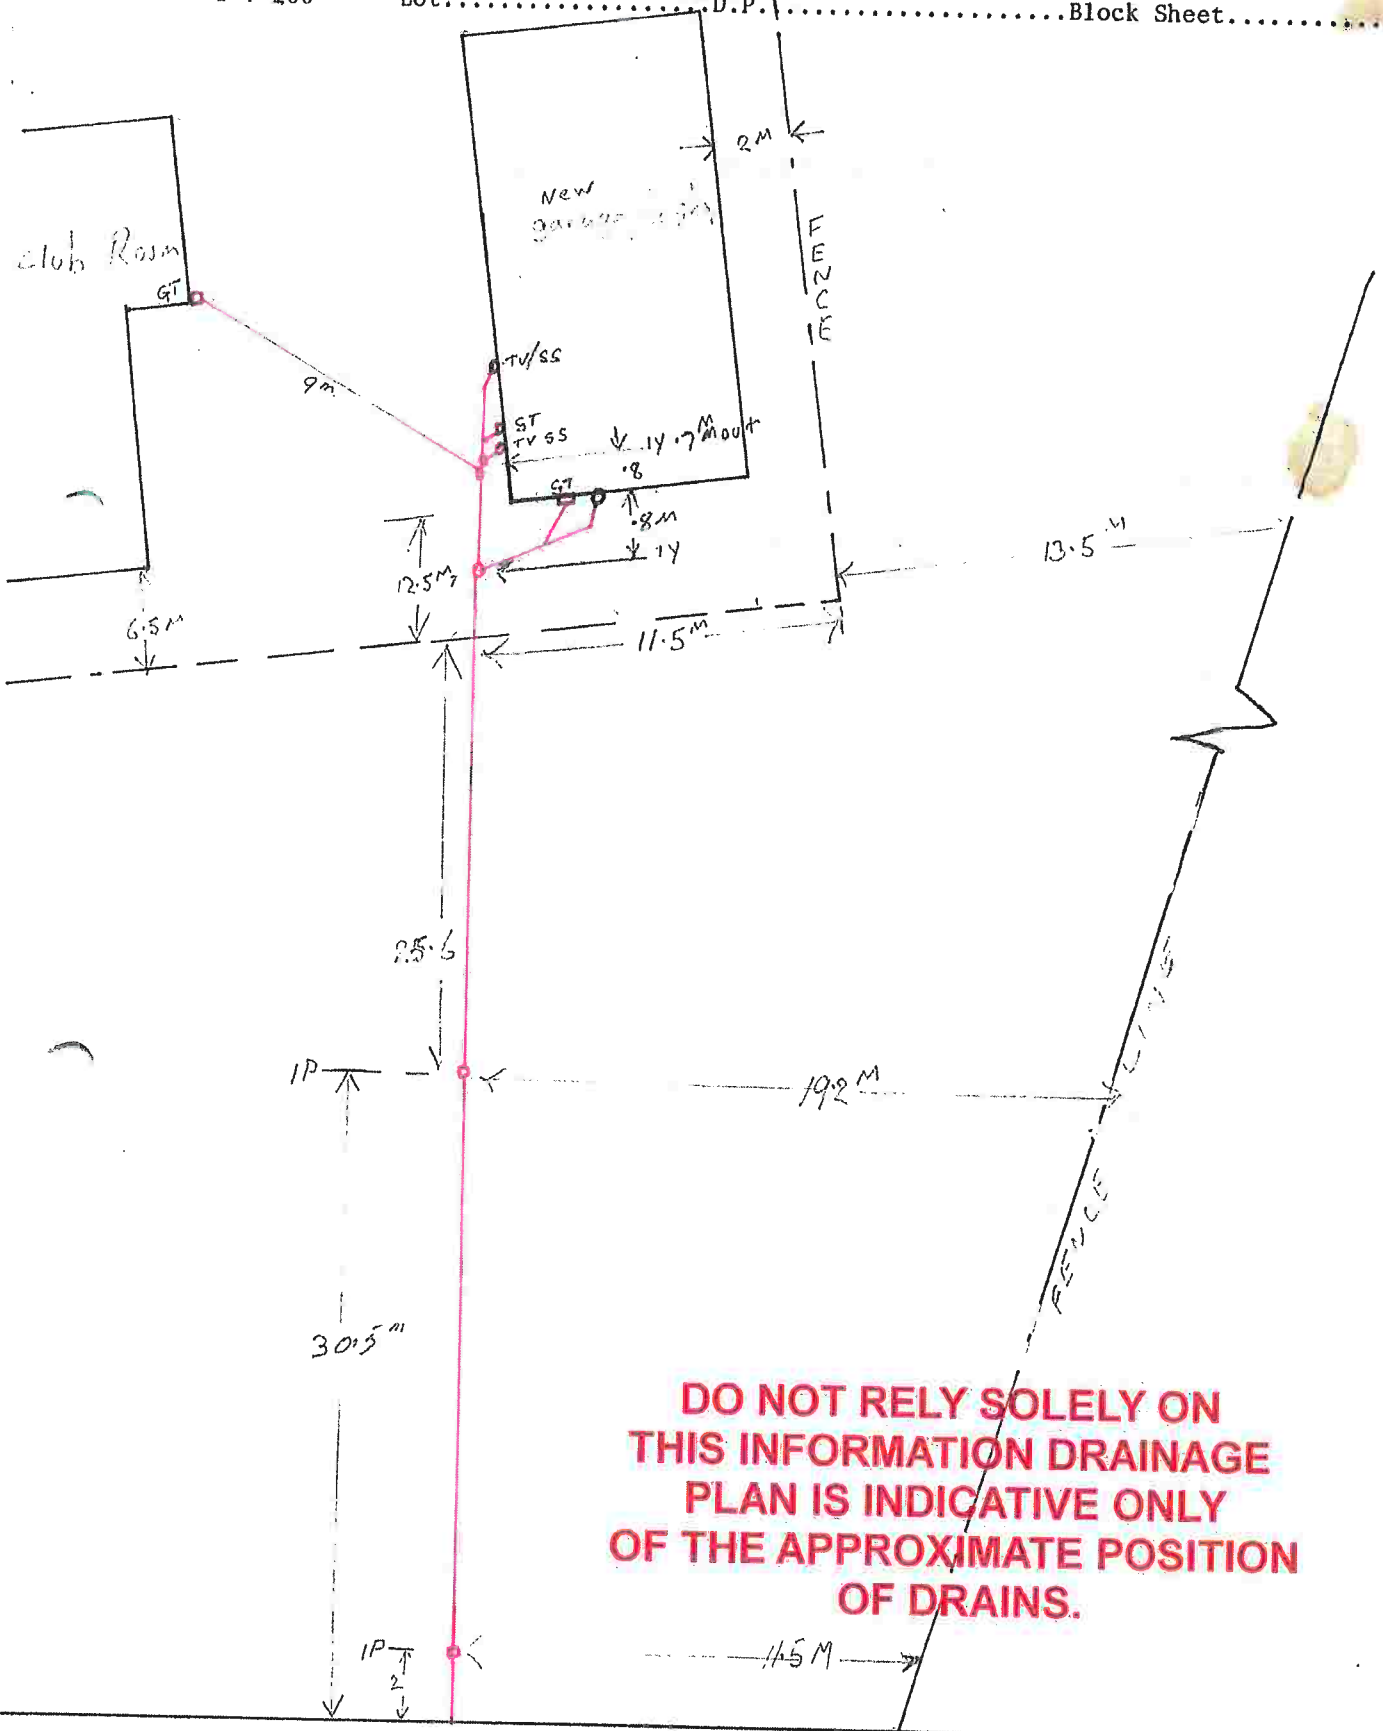 Lot....................D.P.......................Block Sheet............
2M
New
garage
FENCE
Club Room
GT
9m
TV/SS
ST
TV SS
1Y .7M out
.8
GT
.8M
1Y
12.5M
6.5M
11.5M
13.5M
25.6
IP
19.2M
FENCE LINE
30.5m
DO NOT RELY SOLELY ON
THIS INFORMATION DRAINAGE
PLAN IS INDICATIVE ONLY
OF THE APPROXIMATE POSITION
OF DRAINS.
IP
2
11.5M